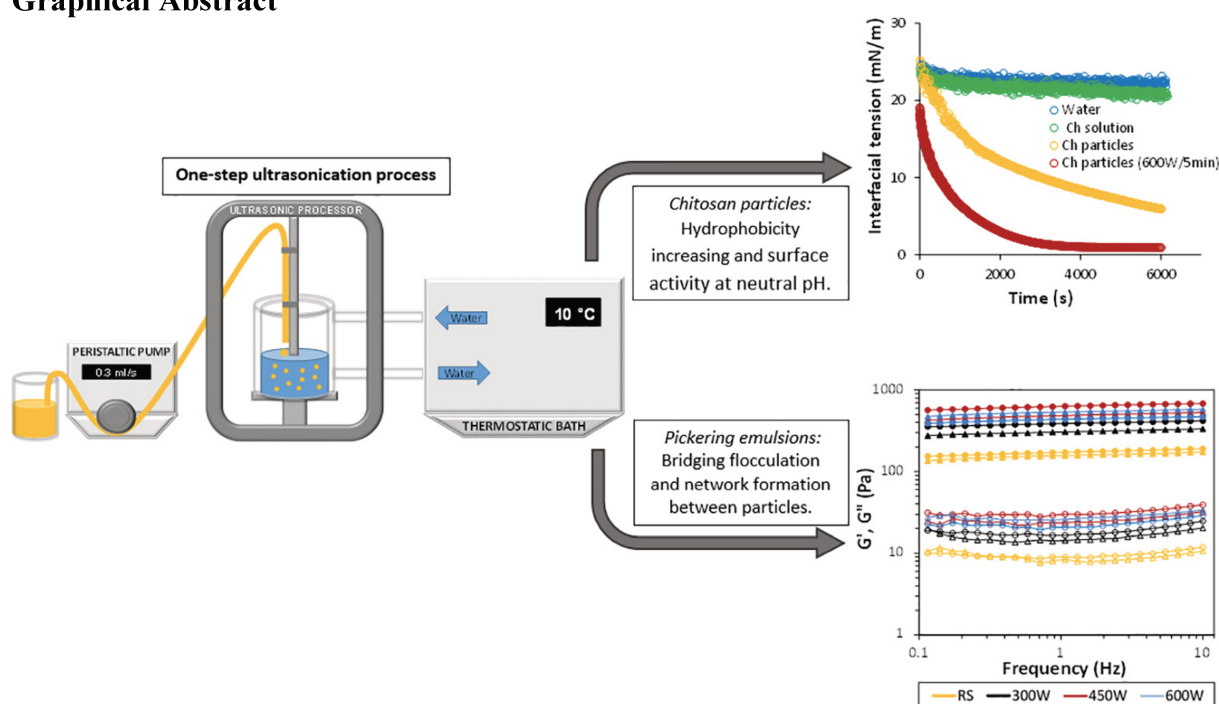 Graphical Abstract
One-step ultrasonication process
ULTRASONIC PROCESSOR
PERISTALTIC PUMP
0.3 ml/s
Water
Water
10 °C
THERMOSTATIC BATH
Chitosan particles:
Hydrophobicity
increasing and surface
activity at neutral pH.
Pickering emulsions:
Bridging flocculation
and network formation
between particles.
Interfacial tension (mN/m)
30
20
10
0
Water
Ch solution
Ch particles
Ch particles (600W/5min)
0
2000
4000
6000
Time (s)
G', G" (Pa)
1000
100
10
1
0.1
1
10
Frequency (Hz)
RS
300W
450W
600W